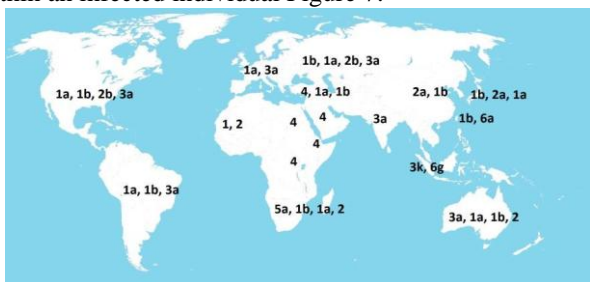 thin an infected individual Figure 7.
1b, 1a, 2b, 3a
1a, 3a
1a, 1b, 2b, 3a
4, 1a, 1b
2a, 1b
1b, 2a, 1a
1, 2
4
4
3a
1b, 6a
4
4
3k, 6g
1a, 1b, 3a
5a, 1b, 1a, 2
3a, 1a, 1b, 2